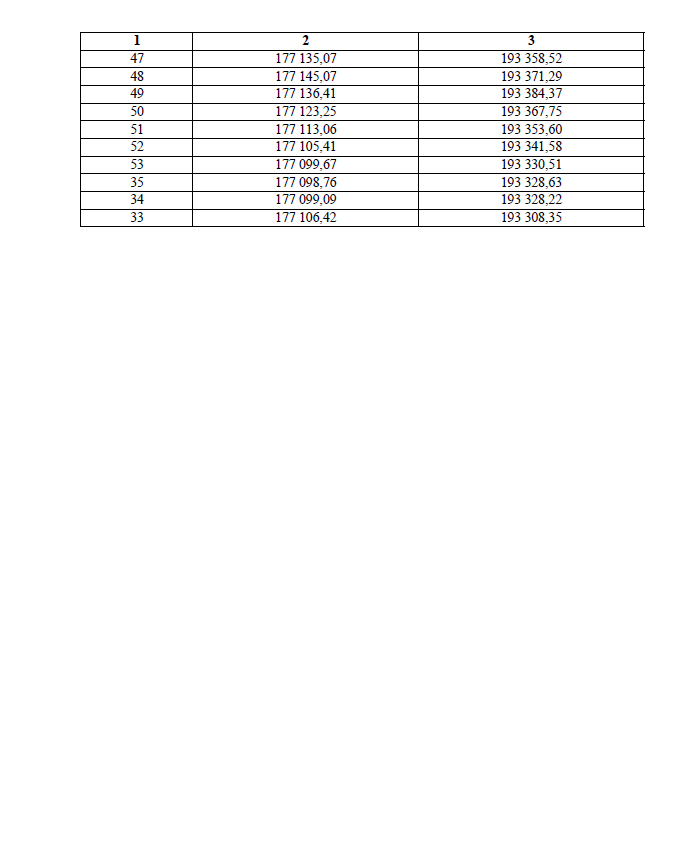 1 2 3
47 177 135,07 193 358,52
48 177 145,07 193 371,29
49 177 136,41 193 384,37
50 177 123,25 193 367,75
51 177 113,06 193 353,60
52 177 105,41 193 341,58
53 177 099,67 193 330,51
35 177 098,76 193 328,63
34 177 099,09 193 328,22
33 177 106,42 193 308,35